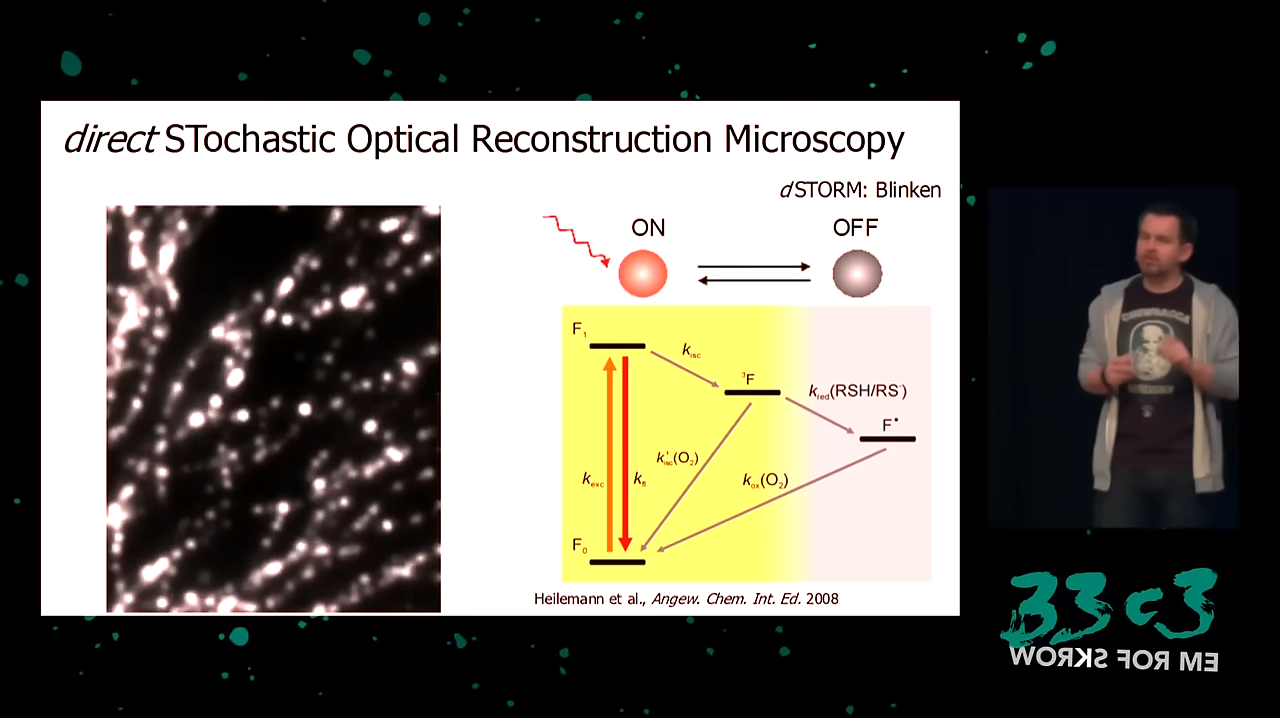 direct STochastic Optical Reconstruction Microscopy
dSTORM: Blinken
ON
OFF
F₁
k_isc
³F
k_red(RSH/RS⁻)
F•
k'_isc(O₂)
k_exc
k_fl
k_ox(O₂)
F₀
Heilemann et al., Angew. Chem. Int. Ed. 2008
33c3
WORKS FOR ME